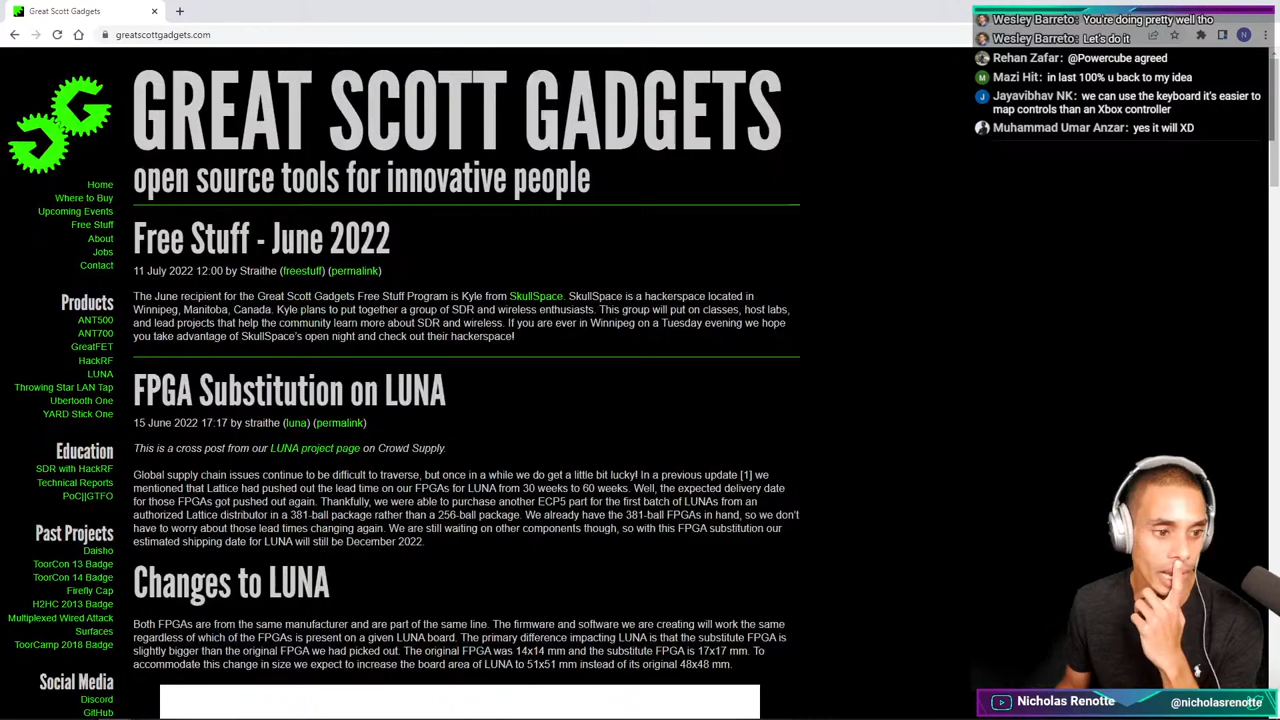 Great Scott Gadgets
greatscottgadgets.com
GREAT SCOTT GADGETS
open source tools for innovative people
Home
Where to Buy
Upcoming Events
Free Stuff
About
Jobs
Contact
Products
ANT500
ANT700
GreatFET
HackRF
LUNA
Throwing Star LAN Tap
Ubertooth One
YARD Stick One
Education
SDR with HackRF
Technical Reports
PoC||GTFO
Past Projects
Daisho
ToorCon 13 Badge
ToorCon 14 Badge
Firefly Cap
H2HC 2013 Badge
Multiplexed Wired Attack
Surfaces
ToorCamp 2018 Badge
Social Media
Discord
GitHub
Free Stuff - June 2022
11 July 2022 12:00 by Straithe (freestuff) (permalink)
The June recipient for the Great Scott Gadgets Free Stuff Program is Kyle from SkullSpace. SkullSpace is a hackerspace located in
Winnipeg, Manitoba, Canada. Kyle plans to put together a group of SDR and wireless enthusiasts. This group will put on classes, host labs,
and lead projects that help the community learn more about SDR and wireless. If you are ever in Winnipeg on a Tuesday evening we hope
you take advantage of SkullSpace's open night and check out their hackerspace!
FPGA Substitution on LUNA
15 June 2022 17:17 by straithe (luna) (permalink)
This is a cross post from our LUNA project page on Crowd Supply.
Global supply chain issues continue to be difficult to traverse, but once in a while we do get a little bit lucky! In a previous update [1] we
mentioned that Lattice had pushed out the lead time on our FPGAs for LUNA from 30 weeks to 60 weeks. Well, the expected delivery date
for those FPGAs got pushed out again. Thankfully, we were able to purchase another ECP5 part for the first batch of LUNAs from an
authorized Lattice distributor in a 381-ball package rather than a 256-ball package. We already have the 381-ball FPGAs in hand, so we don't
have to worry about those lead times changing again. We are still waiting on other components though, so with this FPGA substitution our
estimated shipping date for LUNA will still be December 2022.
Changes to LUNA
Both FPGAs are from the same manufacturer and are part of the same line. The firmware and software we are creating will work the same
regardless of which of the FPGAs is present on a given LUNA board. The primary difference impacting LUNA is that the substitute FPGA is
slightly bigger than the original FPGA we had picked out. The original FPGA was 14x14 mm and the substitute FPGA is 17x17 mm. To
accommodate this change in size we expect to increase the board area of LUNA to 51x51 mm instead of its original 48x48 mm.
Wesley Barreto: You're doing pretty well tho
Wesley Barreto: Let's do it
Rehan Zafar: @Powercube agreed
M
Mazi Hit: in last 100% u back to my idea
J
Jayavibhav NK: we can use the keyboard it's easier to
map controls than an Xbox controller
Muhammad Umar Anzar: yes it will XD
N
Nicholas Renotte
@nicholasrenotte